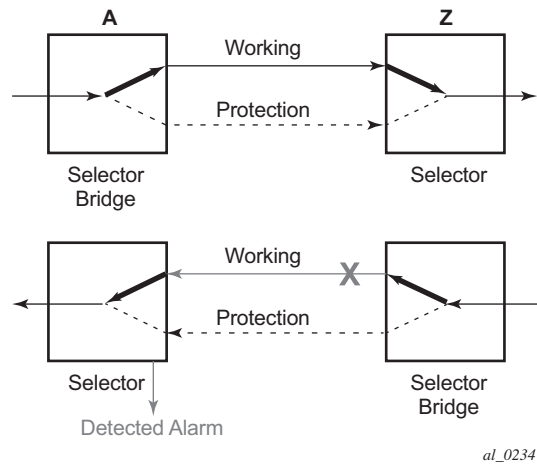 A
Z
Working
Protection
Selector
Bridge
Selector
Working
X
Protection
Selector
Selector
Bridge
Detected Alarm
al_0234